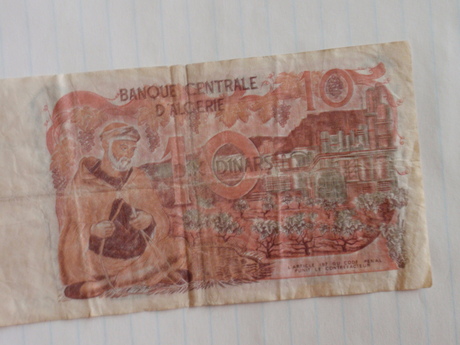 BANQUE CENTRALE
D'ALGERIE
10
DINARS